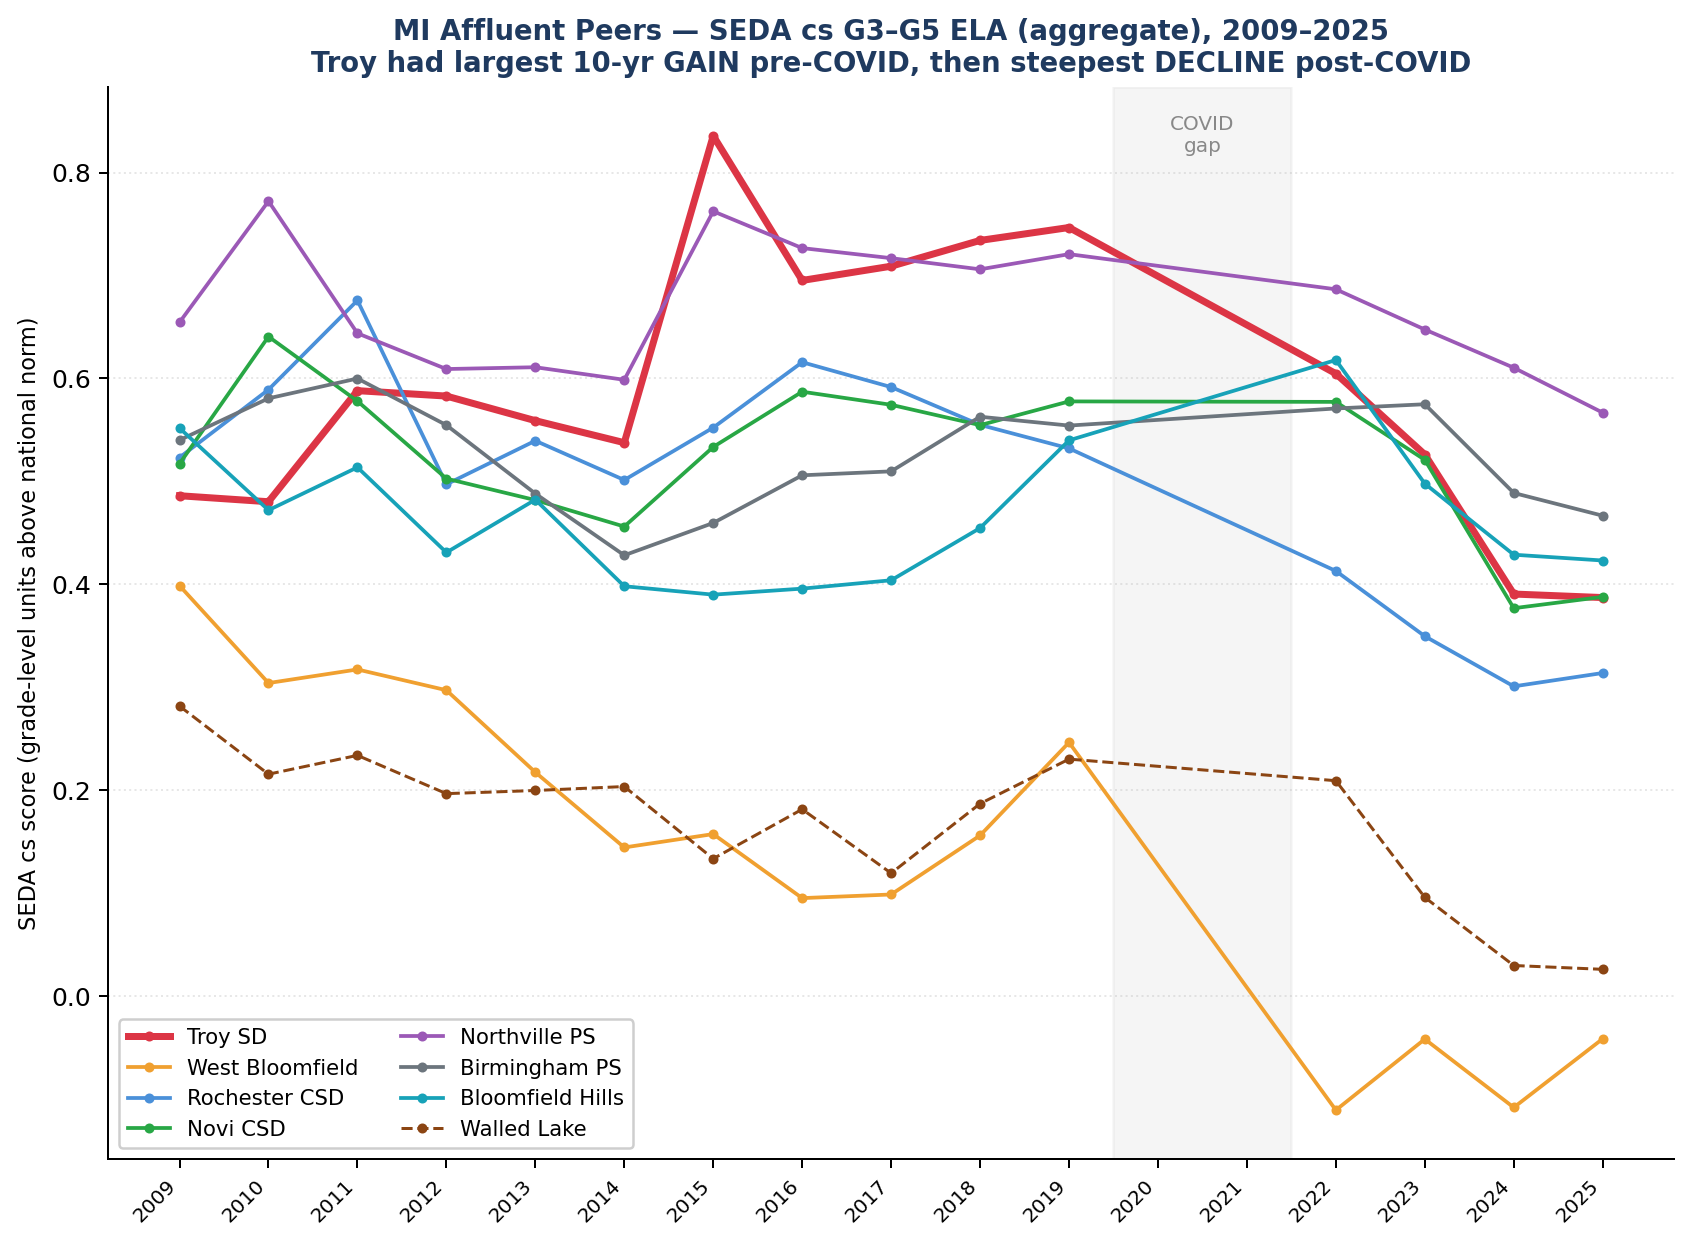 MI Affluent Peers — SEDA cs G3–G5 ELA (aggregate), 2009–2025
Troy had largest 10-yr GAIN pre-COVID, then steepest DECLINE post-COVID
SEDA cs score (grade-level units above national norm)
0.8
0.6
0.4
0.2
0.0
COVID
gap
Troy SD
West Bloomfield
Rochester CSD
Novi CSD
Northville PS
Birmingham PS
Bloomfield Hills
Walled Lake
2009
2010
2011
2012
2013
2014
2015
2016
2017
2018
2019
2020
2021
2022
2023
2024
2025